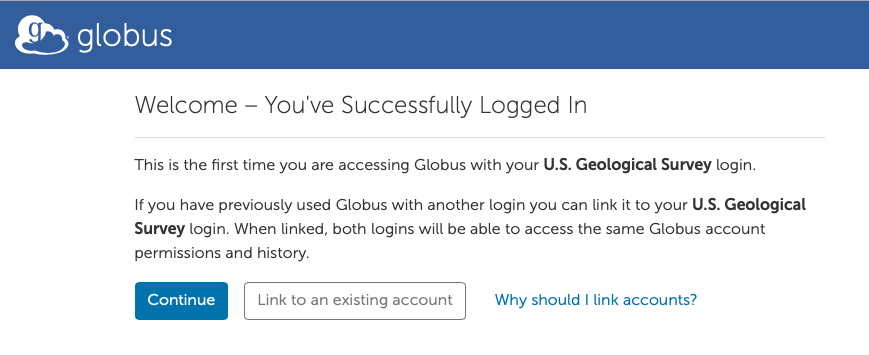 globus
Welcome – You've Successfully Logged In
This is the first time you are accessing Globus with your U.S. Geological Survey login.
If you have previously used Globus with another login you can link it to your U.S. Geological
Survey login. When linked, both logins will be able to access the same Globus account
permissions and history.
Continue
Link to an existing account
Why should I link accounts?